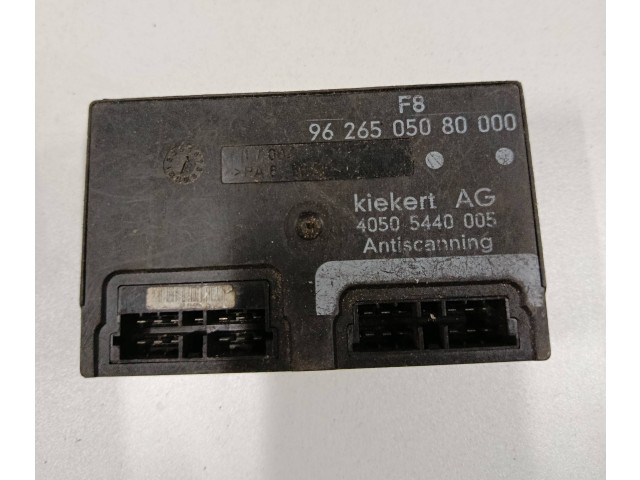 F8
96 265 050 80 000
kiekert AG
4050 5440 005
Antiscanning